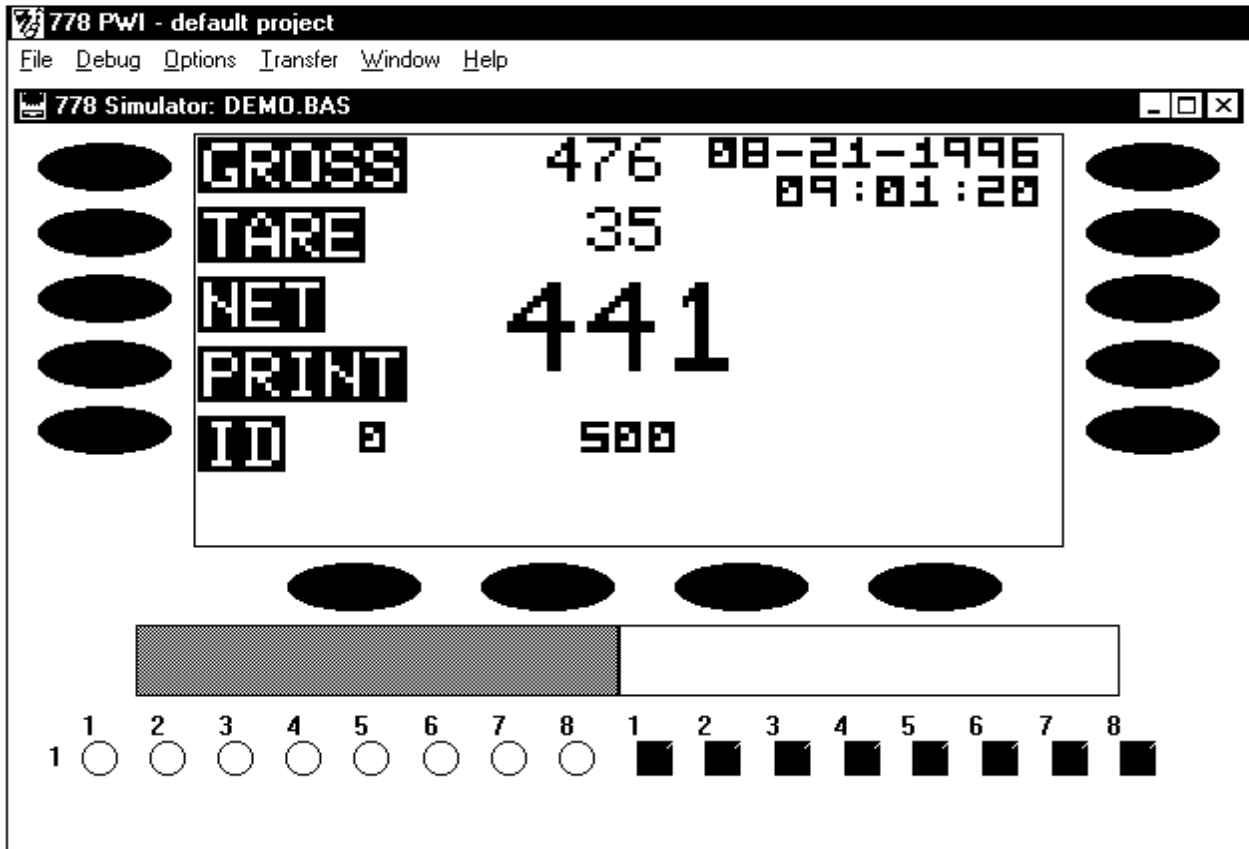 778 PWI - default project
File Debug Options Transfer Window Help
778 Simulator: DEMO.BAS
GROSS 476 08-21-1996
09:01:20
TARE 35
NET 441
PRINT
ID 0 500
1 2 3 4 5 6 7 8 1 2 3 4 5 6 7 8
1